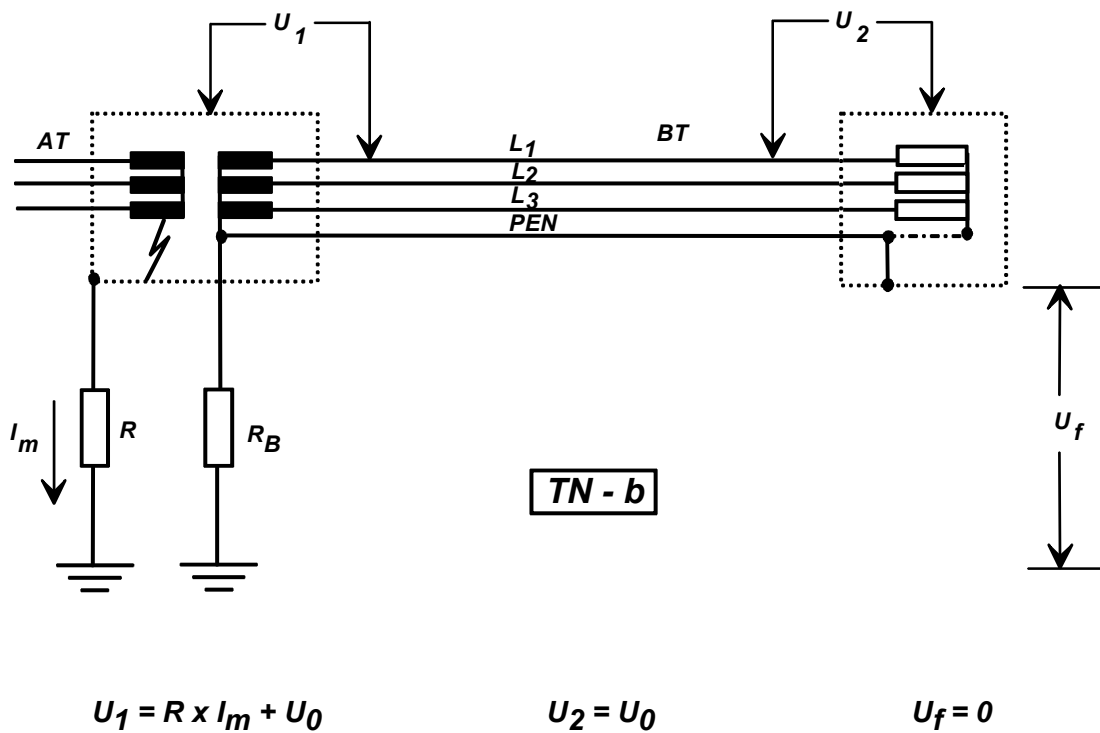 U1
U2
AT
BT
L1
L2
L3
PEN
Im
R
RB
Uf
TN - b
U1 = R x Im + U0
U2 = U0
Uf = 0